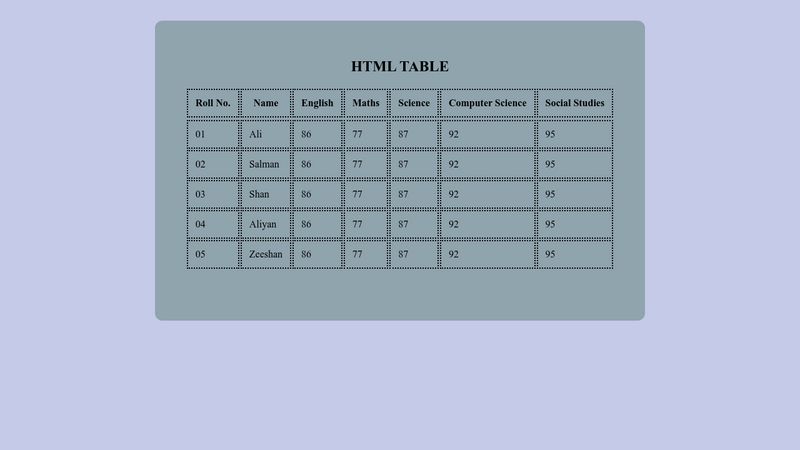 HTML TABLE
Roll No. Name English Maths Science Computer Science Social Studies
01 Ali 86 77 87 92 95
02 Salman 86 77 87 92 95
03 Shan 86 77 87 92 95
04 Aliyan 86 77 87 92 95
05 Zeeshan 86 77 87 92 95